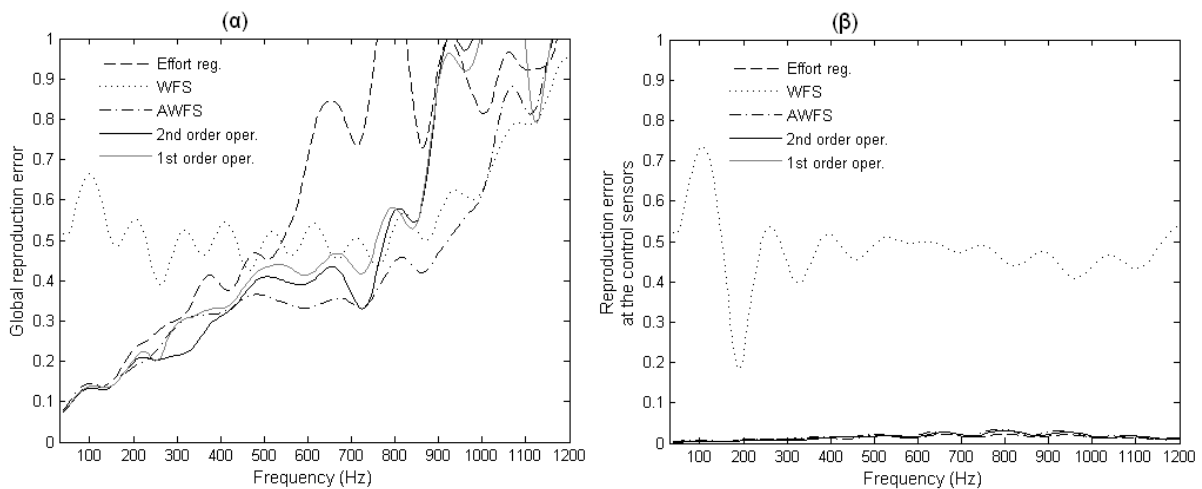 (α)
1
0.9
0.8
0.7
0.6
0.5
0.4
0.3
0.2
0.1
0
Global reproduction error
Effort reg.
WFS
AWFS
2nd order oper.
1st order oper.
100 200 300 400 500 600 700 800 900 1000 1100 1200
Frequency (Hz)
(β)
1
0.9
0.8
0.7
0.6
0.5
0.4
0.3
0.2
0.1
0
Reproduction error
at the control sensors
Effort reg.
WFS
AWFS
2nd order oper.
1st order oper.
100 200 300 400 500 600 700 800 900 1000 1100 1200
Frequency (Hz)